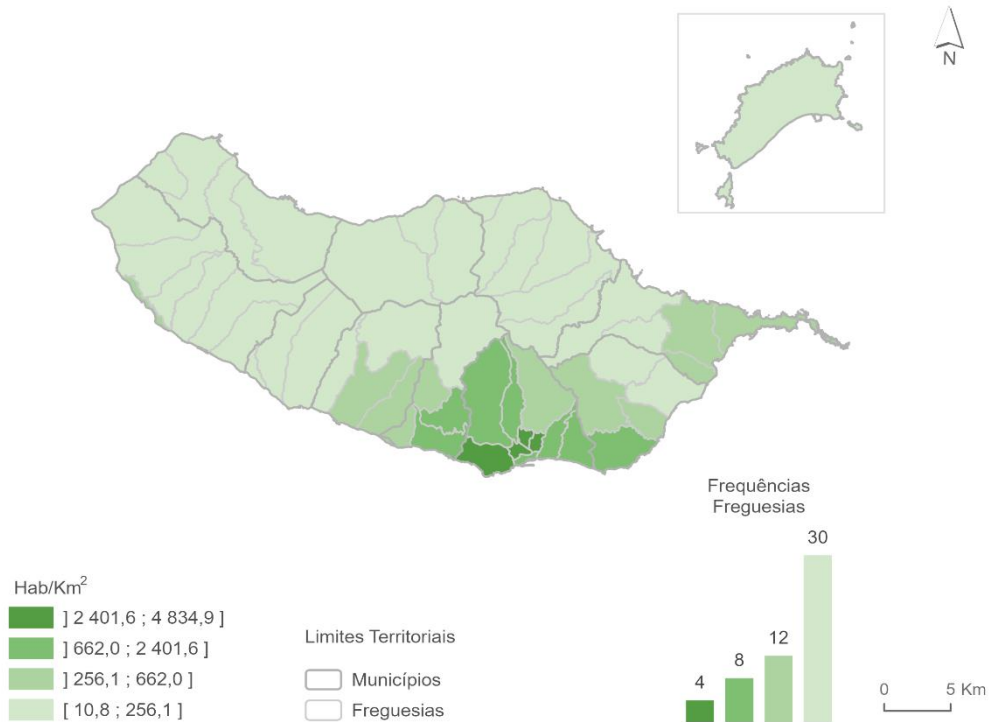 N
Frequências
Freguesias
30
12
8
4
Hab/Km²
] 2 401,6 ; 4 834,9 ]
] 662,0 ; 2 401,6 ]
] 256,1 ; 662,0 ]
[ 10,8 ; 256,1 ]
Limites Territoriais
Municípios
Freguesias
0 5 Km